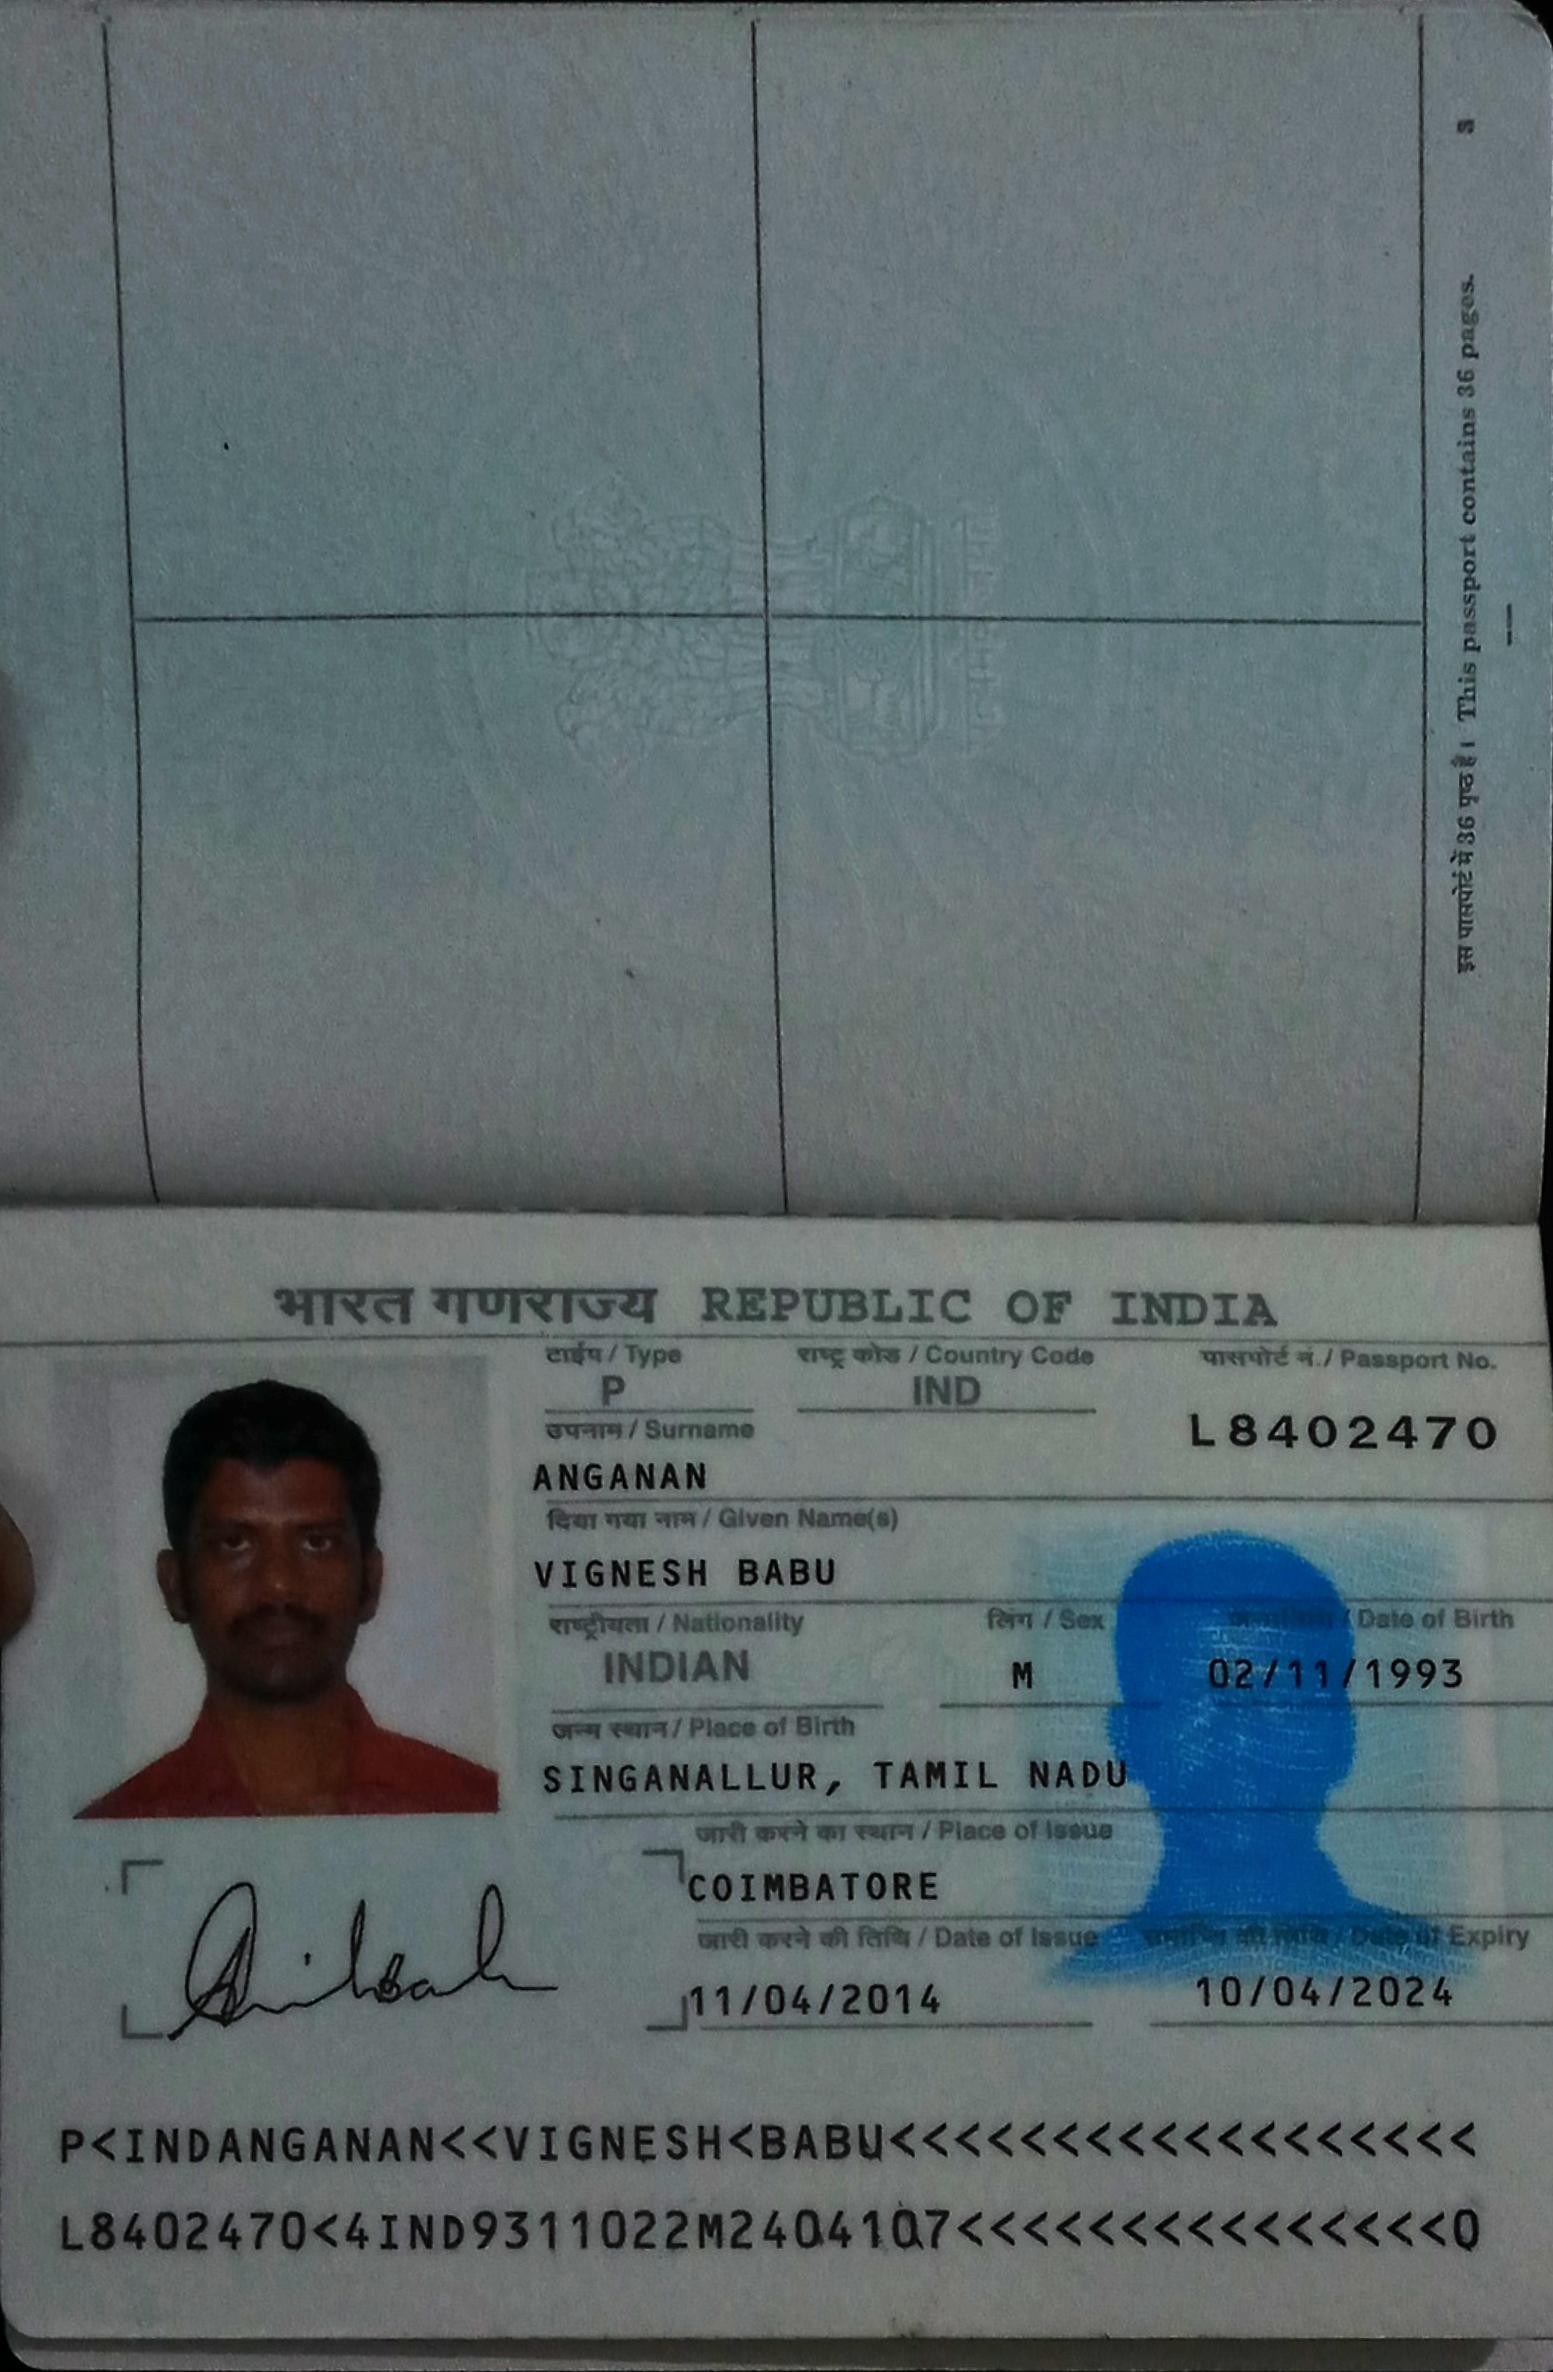 5
इस पासपोर्ट में 36 पृष्ठ है। This passport contains 36 pages.
भारत गणराज्य REPUBLIC OF INDIA
टाईप / Type राष्ट्र कोड / Country Code पासपोर्ट नं. / Passport No.
P IND L8402470
उपनाम / Surname
ANGANAN
दिया गया नाम / Given Name(s)
VIGNESH BABU
राष्ट्रीयता / Nationality लिंग / Sex / Date of Birth
INDIAN M 02/11/1993
जन्म स्थान / Place of Birth
SINGANALLUR, TAMIL NADU
जारी करने का स्थान / Place of Issue
COIMBATORE
जारी करने की तिथि / Date of Issue समाप्ति की तिथि / Date of Expiry
11/04/2014 10/04/2024
P<INDANGANAN<<VIGNESH<BABU<<<<<<<<<<<<<<<<<<
L8402470<4IND9311022M2404107<<<<<<<<<<<<<<<0